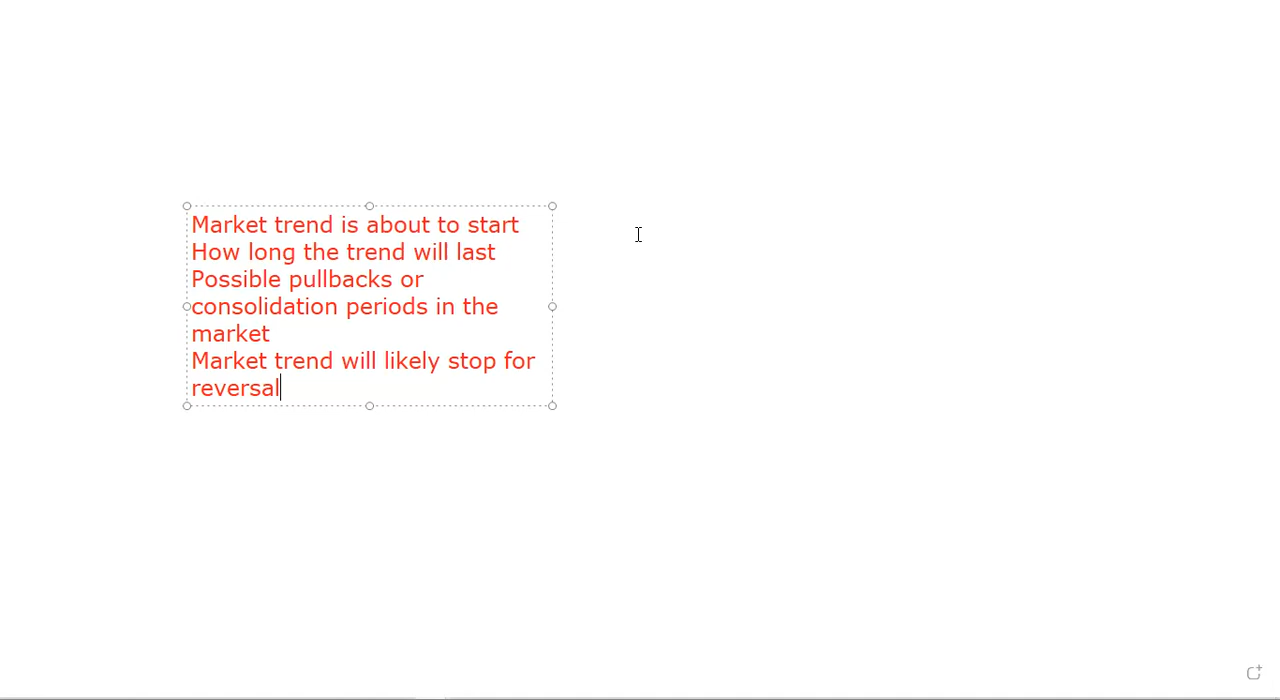 Market trend is about to start
How long the trend will last
Possible pullbacks or
consolidation periods in the
market
Market trend will likely stop for
reversal